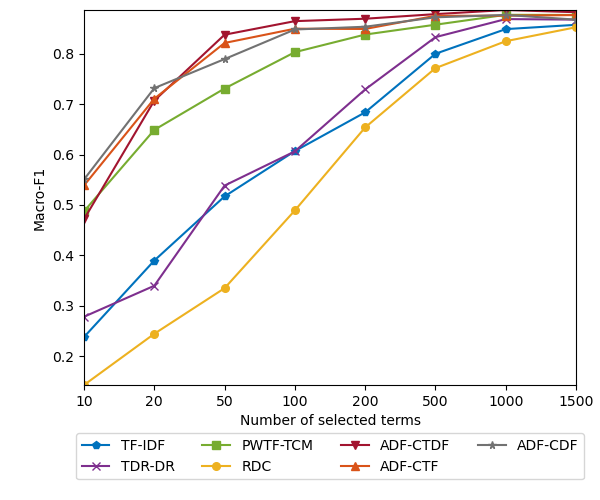 Macro-F1
0.8
0.7
0.6
0.5
0.4
0.3
0.2
10 20 50 100 200 500 1000 1500
Number of selected terms
TF-IDF PWTF-TCM ADF-CTDF ADF-CDF
TDR-DR RDC ADF-CTF